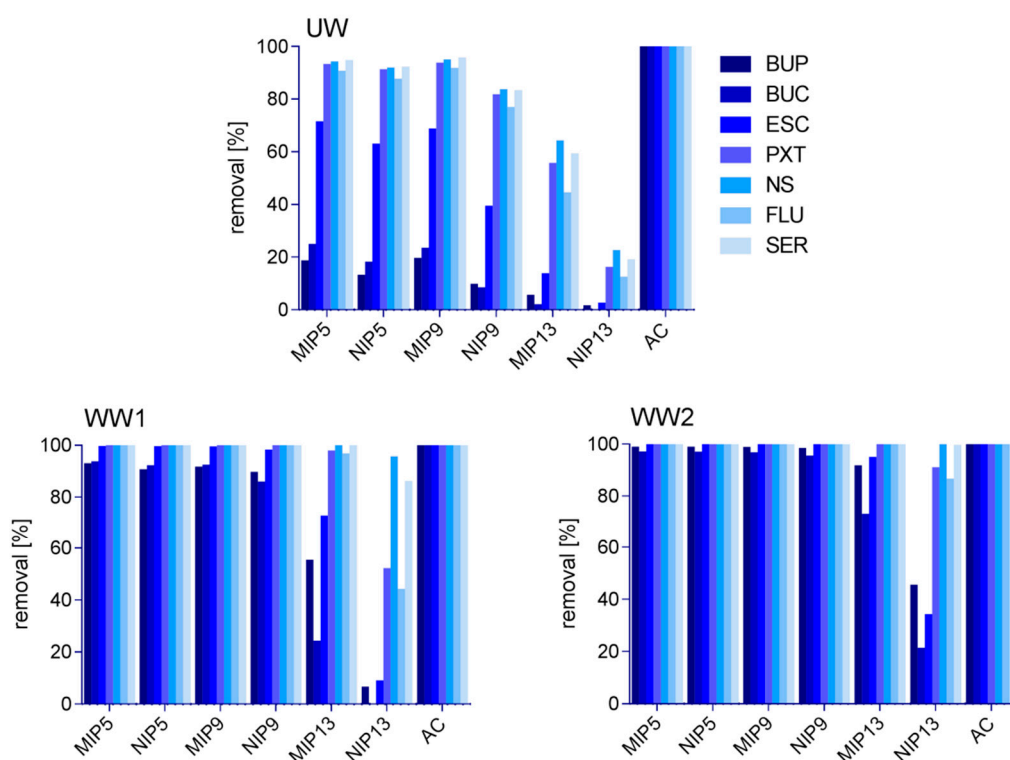 UW
removal [%]
100
80
60
40
20
0
MIP5
NIP5
MIP9
NIP9
MIP13
NIP13
AC
BUP
BUC
ESC
PXT
NS
FLU
SER
WW1
removal [%]
100
80
60
40
20
0
MIP5
NIP5
MIP9
NIP9
MIP13
NIP13
AC
WW2
removal [%]
100
80
60
40
20
0
MIP5
NIP5
MIP9
NIP9
MIP13
NIP13
AC